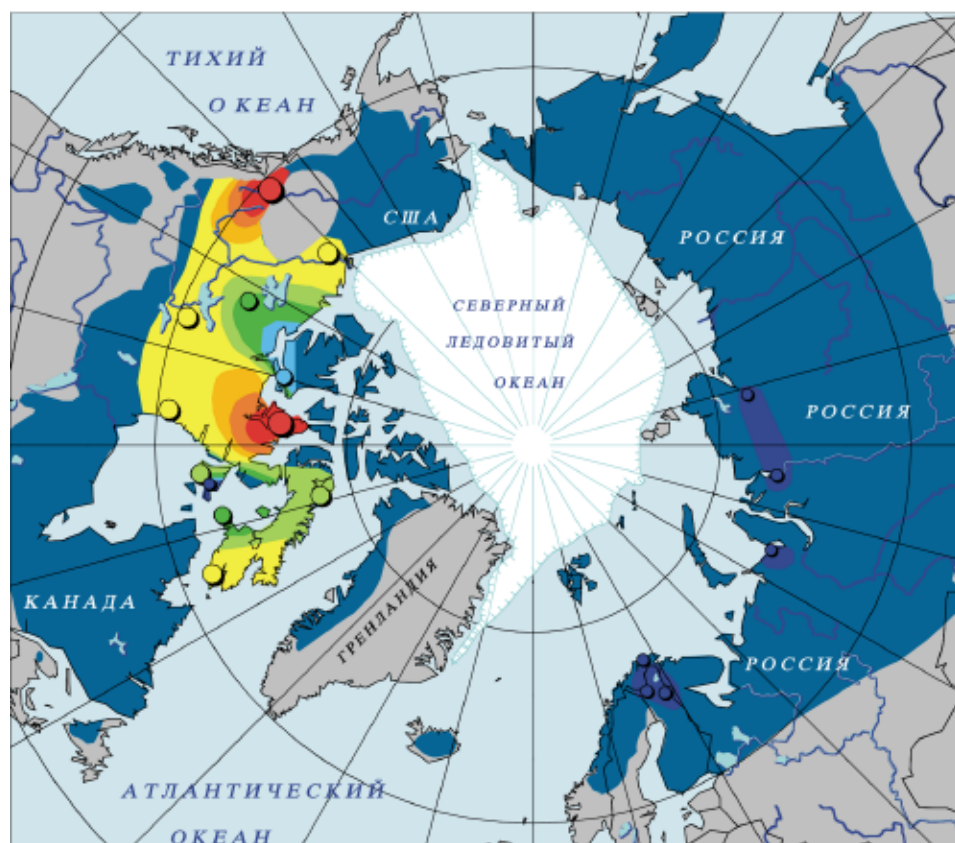 ТИХИЙ
ОКЕАН
США
РОССИЯ
СЕВЕРНЫЙ
ЛЕДОВИТЫЙ
ОКЕАН
РОССИЯ
КАНАДА
ГРЕНЛАНДИЯ
РОССИЯ
АТЛАНТИЧЕСКИЙ
ОКЕАН